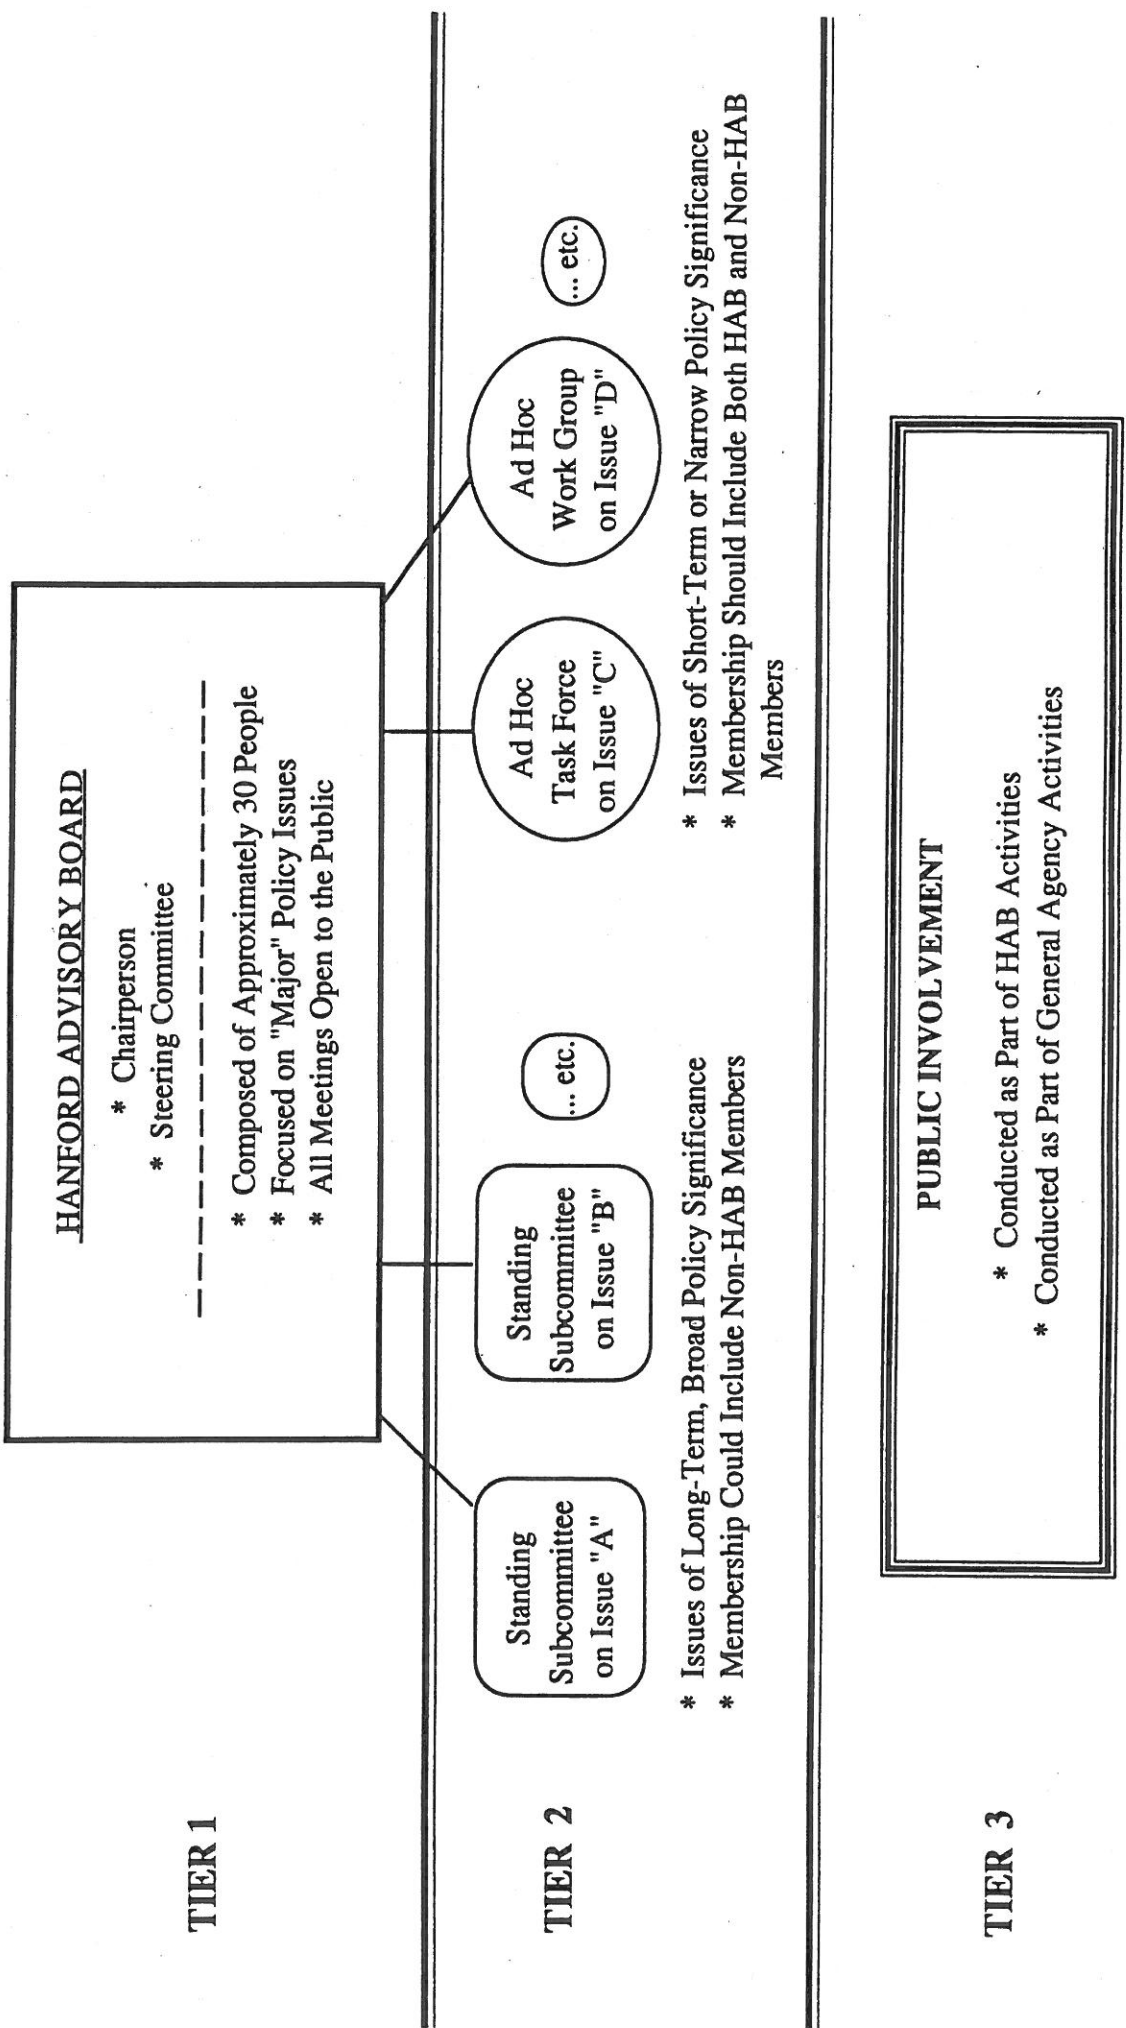 TIER 1
HANFORD ADVISORY BOARD
* Chairperson
* Steering Committee
* Composed of Approximately 30 People
* Focused on "Major" Policy Issues
* All Meetings Open to the Public
TIER 2
Standing
Subcommittee
on Issue "A"
Standing
Subcommittee
on Issue "B"
... etc.
* Issues of Long-Term, Broad Policy Significance
* Membership Could Include Non-HAB Members
Ad Hoc
Task Force
on Issue "C"
Ad Hoc
Work Group
on Issue "D"
... etc.
* Issues of Short-Term or Narrow Policy Significance
* Membership Should Include Both HAB and Non-HAB
Members
TIER 3
PUBLIC INVOLVEMENT
* Conducted as Part of HAB Activities
* Conducted as Part of General Agency Activities